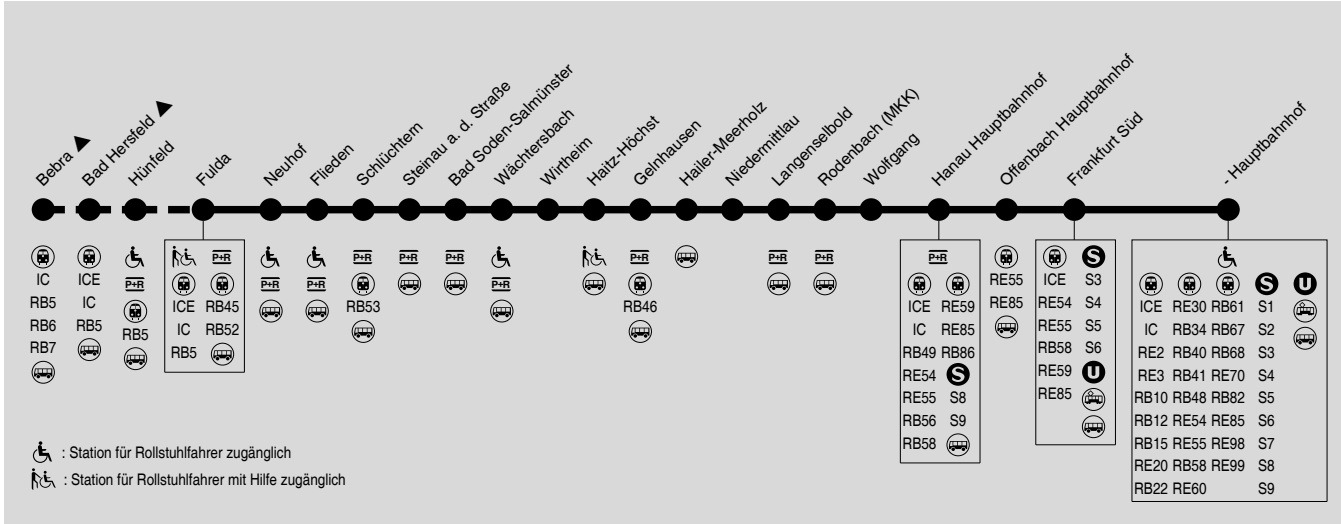 Bebra ▶
Bad Hersfeld ▶
Hünfeld
Fulda
Neuhof
Flieden
Schlüchtern
Steinau a. d. Straße
Bad Soden-Salmünster
Wächtersbach
Wirtheim
Haitz-Höchst
Gelnhausen
Hailer-Meerholz
Niedermittlau
Langenselbold
Rodenbach (MKK)
Wolfgang
Hanau Hauptbahnhof
Offenbach Hauptbahnhof
Frankfurt Süd
- Hauptbahnhof
IC
RB5
RB6
RB7
ICE
IC
RB5
P+R
RB5
P+R
ICE RB45
IC RB52
RB5
P+R
P+R
P+R
RB53
P+R
P+R
P+R
P+R
RB46
P+R
P+R
P+R
ICE RE59
IC RE85
RB49 RB86
RE54 S
RE55 S8
RB56 S9
RB58
RE55
RE85
S
ICE S3
RE54 S4
RE55 S5
RB58 S6
RE59 U
RE85
S U
ICE RE30 RB61 S1
IC RB34 RB67 S2
RE2 RB40 RB68 S3
RE3 RB41 RE70 S4
RB10 RB48 RB82 S5
RB12 RE54 RE85 S6
RB15 RE55 RE98 S7
RE20 RB58 RE99 S8
RB22 RE60 S9
: Station für Rollstuhlfahrer zugänglich
: Station für Rollstuhlfahrer mit Hilfe zugänglich